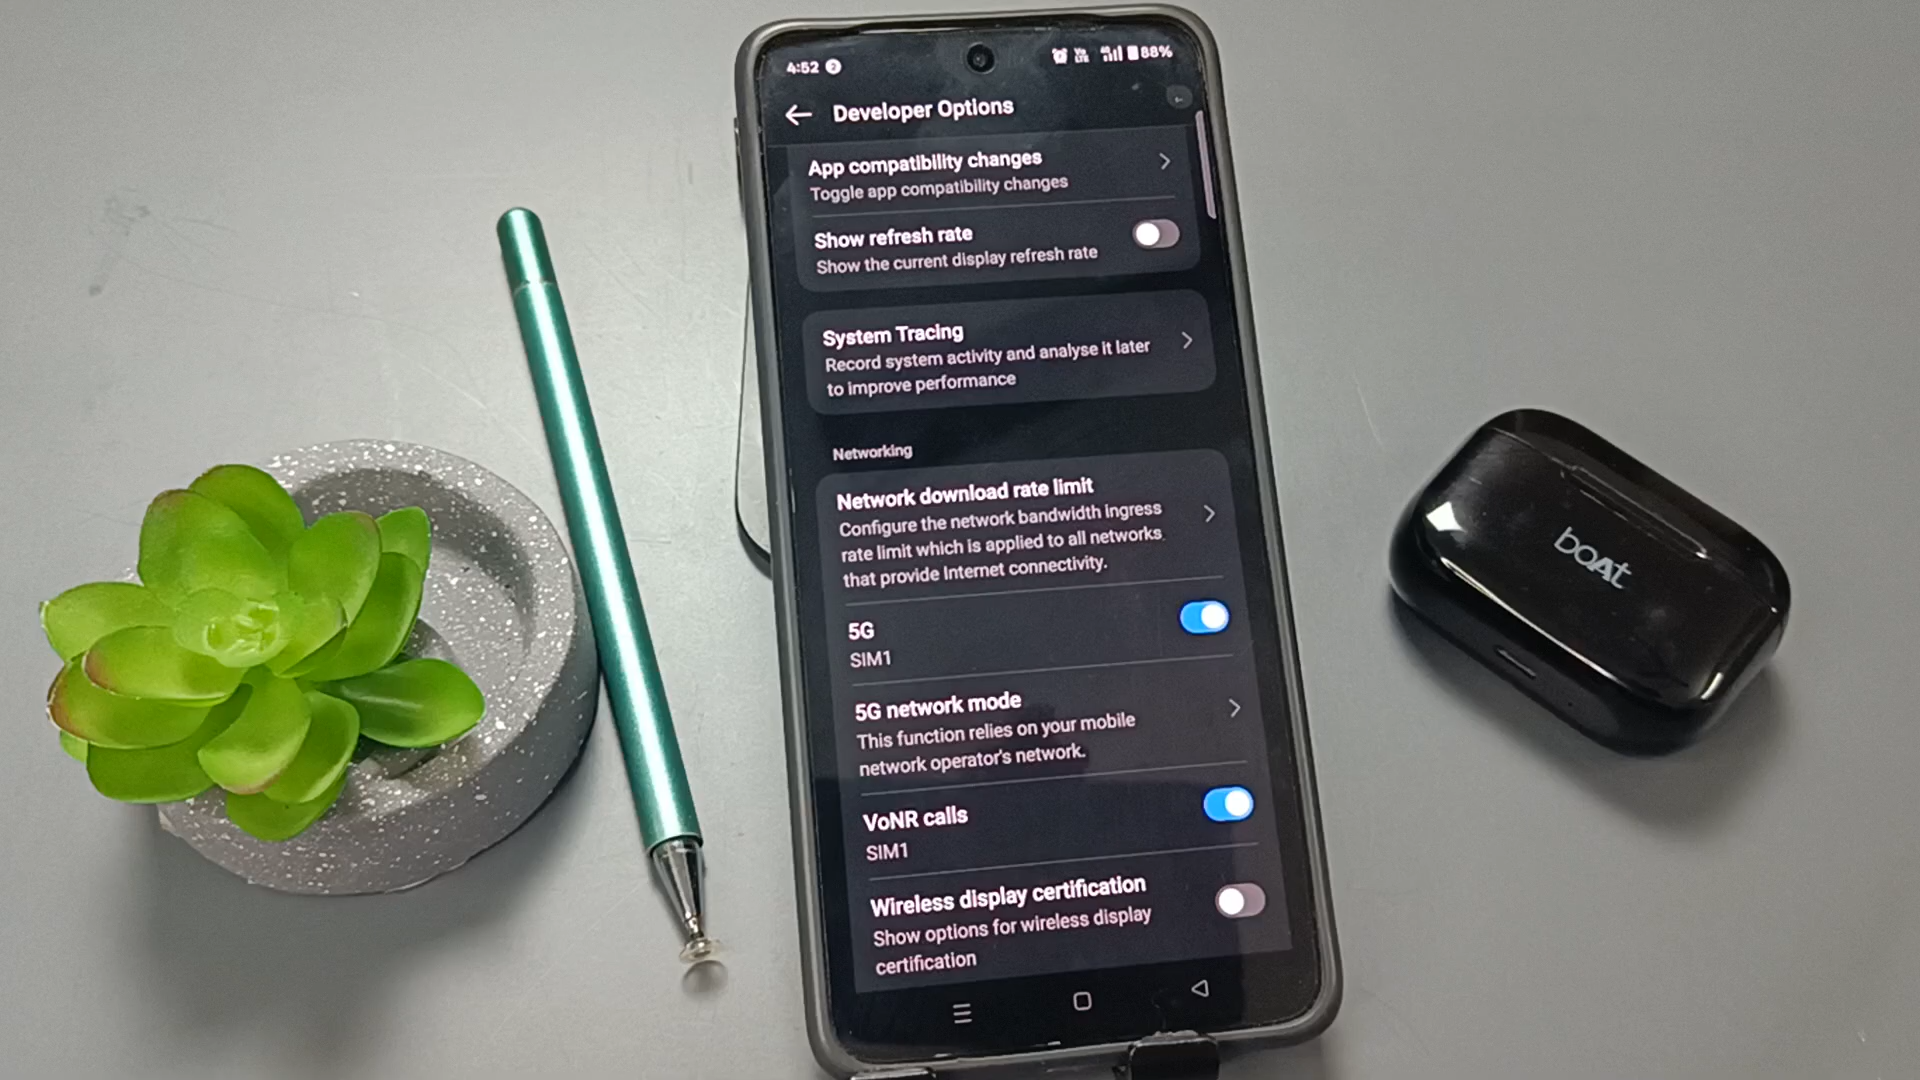 4:52
88%
Developer Options
App compatibility changes
Toggle app compatibility changes
Show refresh rate
Show the current display refresh rate
System Tracing
Record system activity and analyse it later
to improve performance
Networking
Network download rate limit
Configure the network bandwidth ingress
rate limit which is applied to all networks
that provide Internet connectivity.
5G
SIM1
5G network mode
This function relies on your mobile
network operator's network.
VoNR calls
SIM1
Wireless display certification
Show options for wireless display
certification
boAt